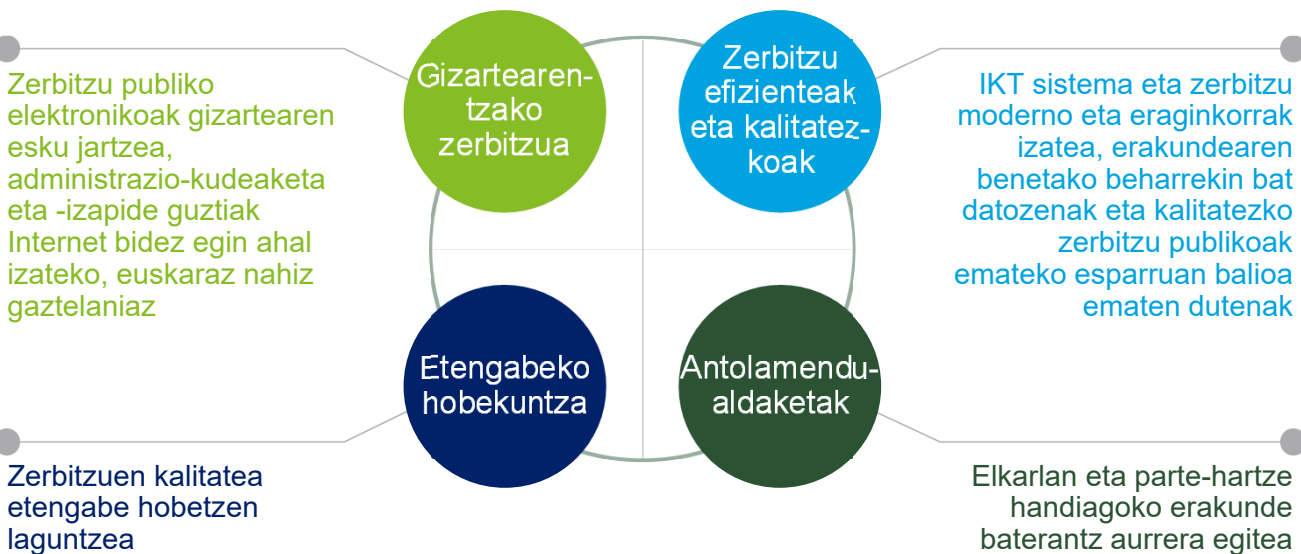 Gizartearen-
tzako
zerbitzua
Zerbitzu
efizienteak
eta kalitatez-
koak
Zerbitzu publiko
elektronikoak gizartearen
esku jartzea,
administrazio-kudeaketa
eta -izapide guztiak
Internet bidez egin ahal
izateko, euskaraz nahiz
gaztelaniaz
IKT sistema eta zerbitzu
moderno eta eraginkorrak
izatea, erakundearen
benetako beharrekin bat
datozenak eta kalitatezko
zerbitzu publikoak
emateko esparruan balioa
ematen dutenak
Etengabeko
hobekuntza
Antolamendu-
aldaketak
Zerbitzuen kalitatea
etengabe hobetzen
laguntzea
Elkarlan eta parte-hartze
handiagoko erakunde
baterantz aurrera egitea